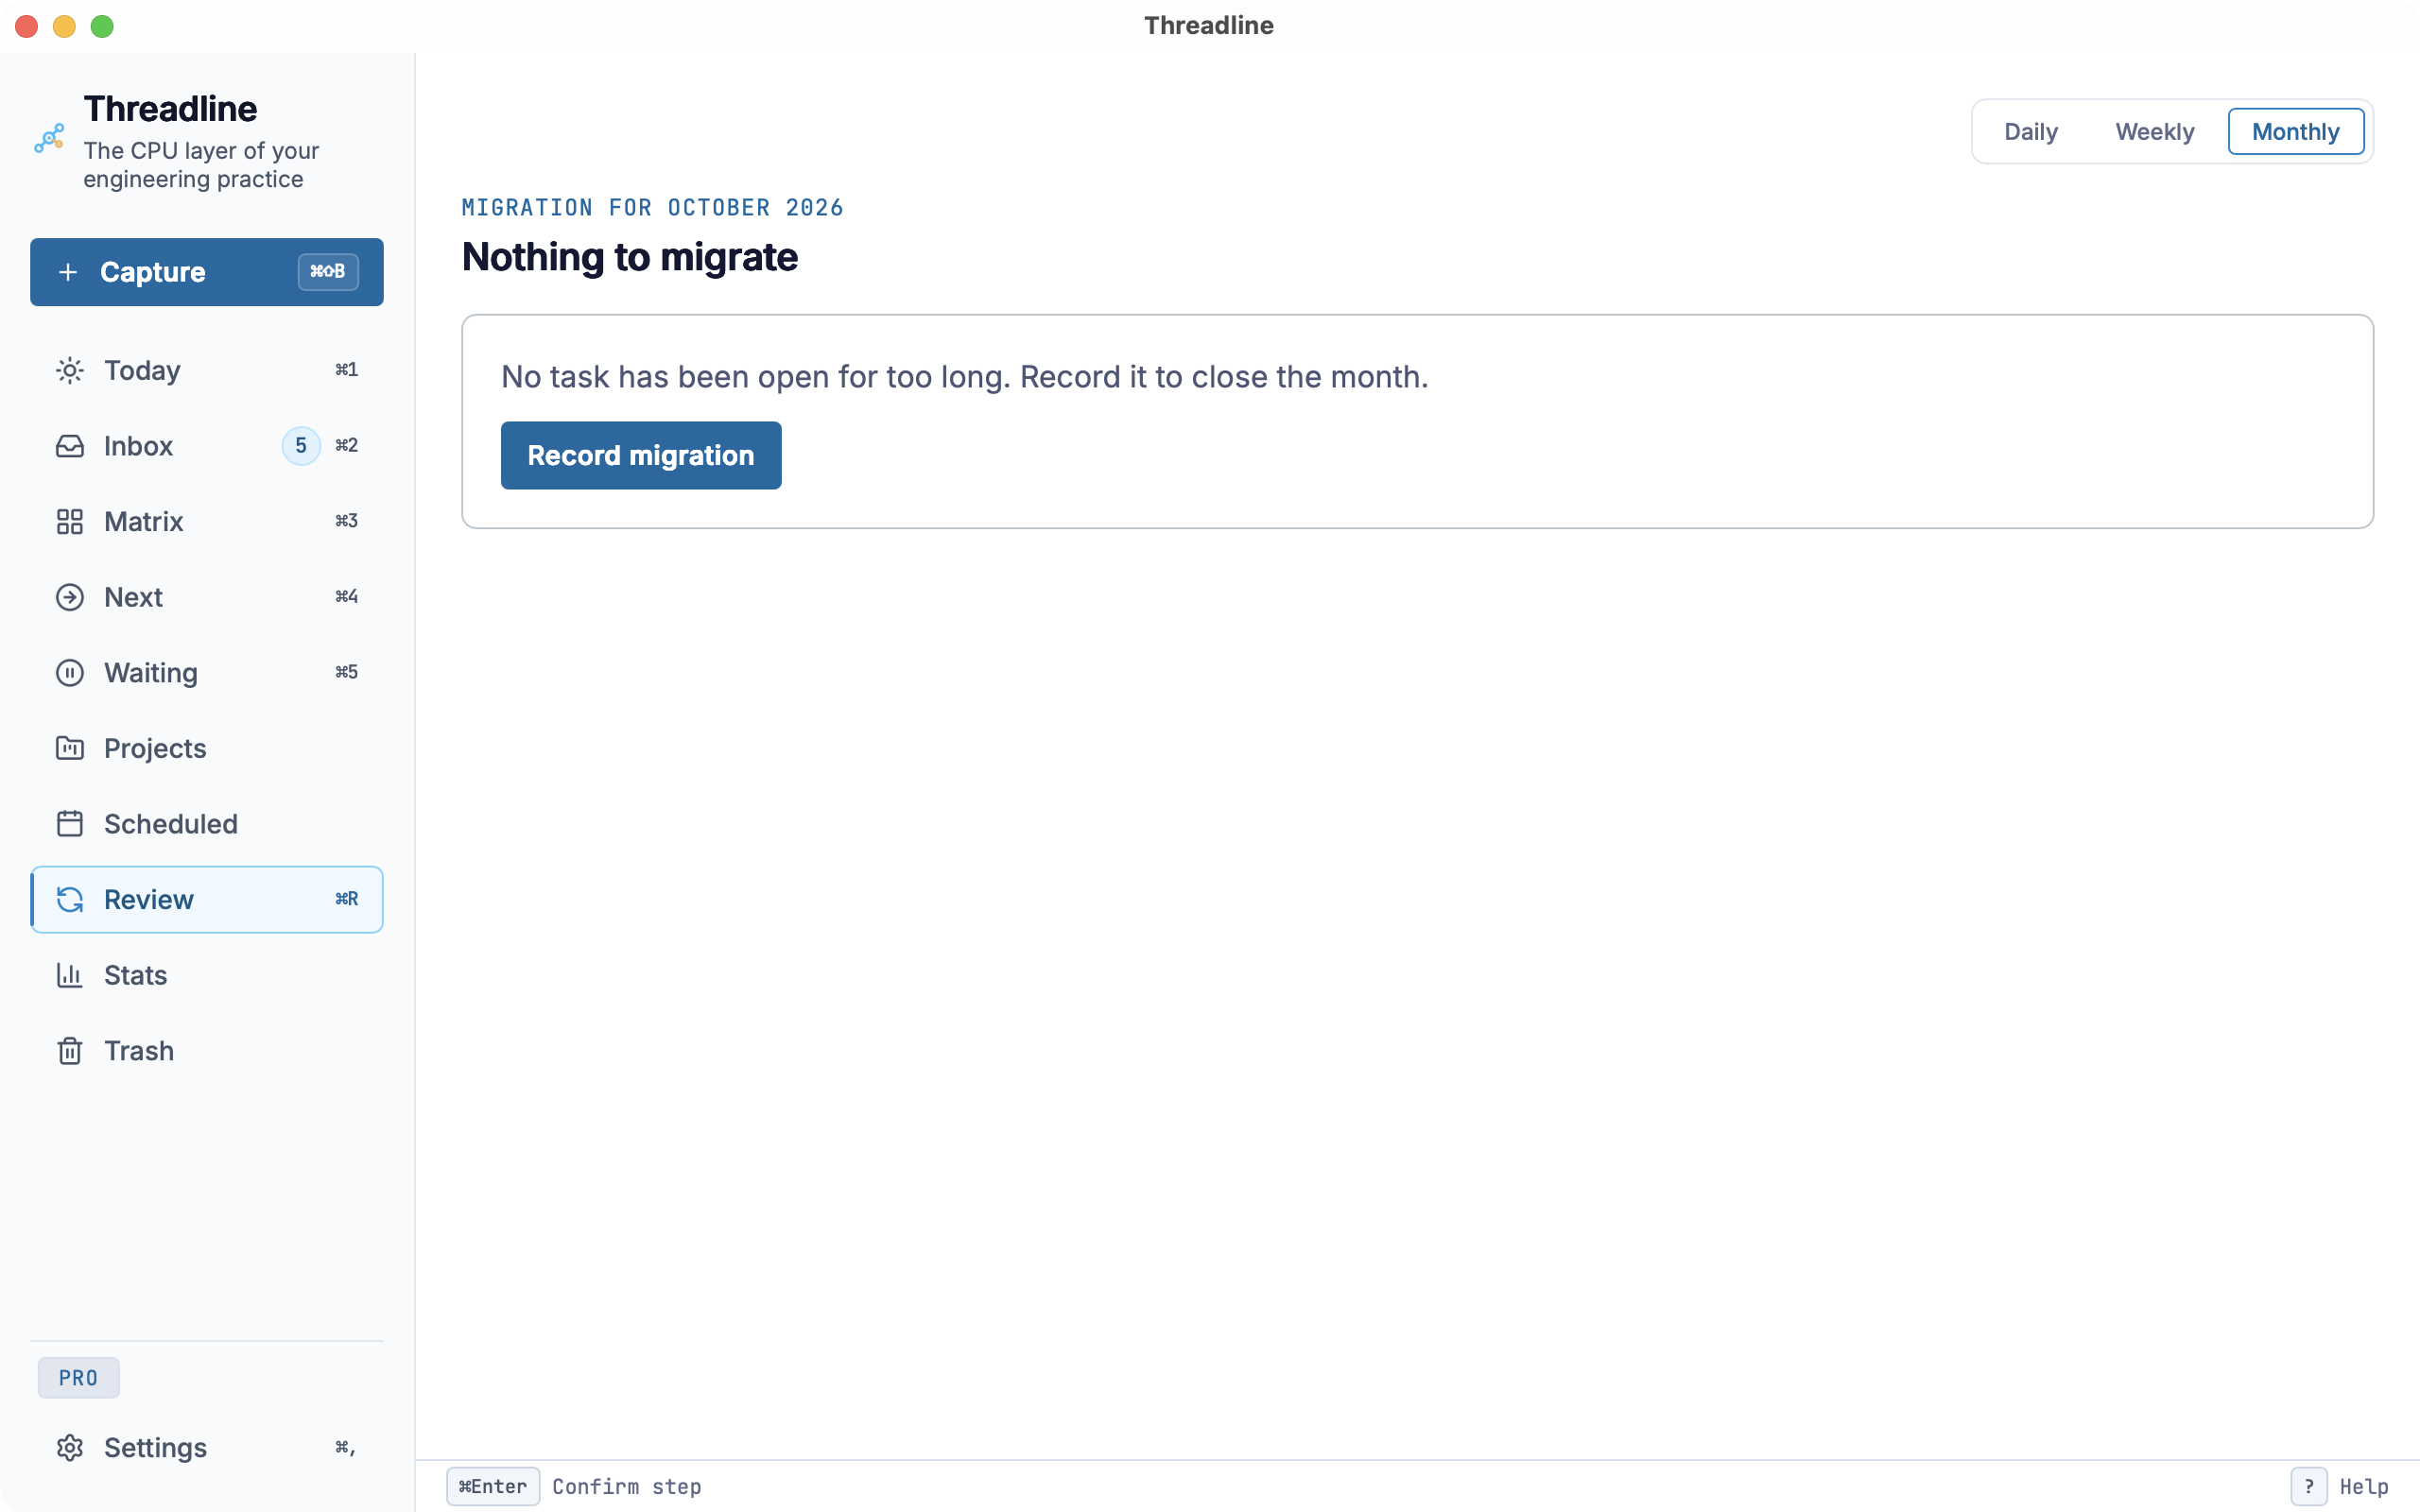 Threadline
Threadline
The CPU layer of your
engineering practice
+ Capture ⌘⇧B
Today ⌘1
Inbox 5 ⌘2
Matrix ⌘3
Next ⌘4
Waiting ⌘5
Projects
Scheduled
Review ⌘R
Stats
Trash
PRO
Settings ⌘,
Daily Weekly Monthly
MIGRATION FOR OCTOBER 2026
Nothing to migrate
No task has been open for too long. Record it to close the month.
Record migration
⌘Enter Confirm step
? Help